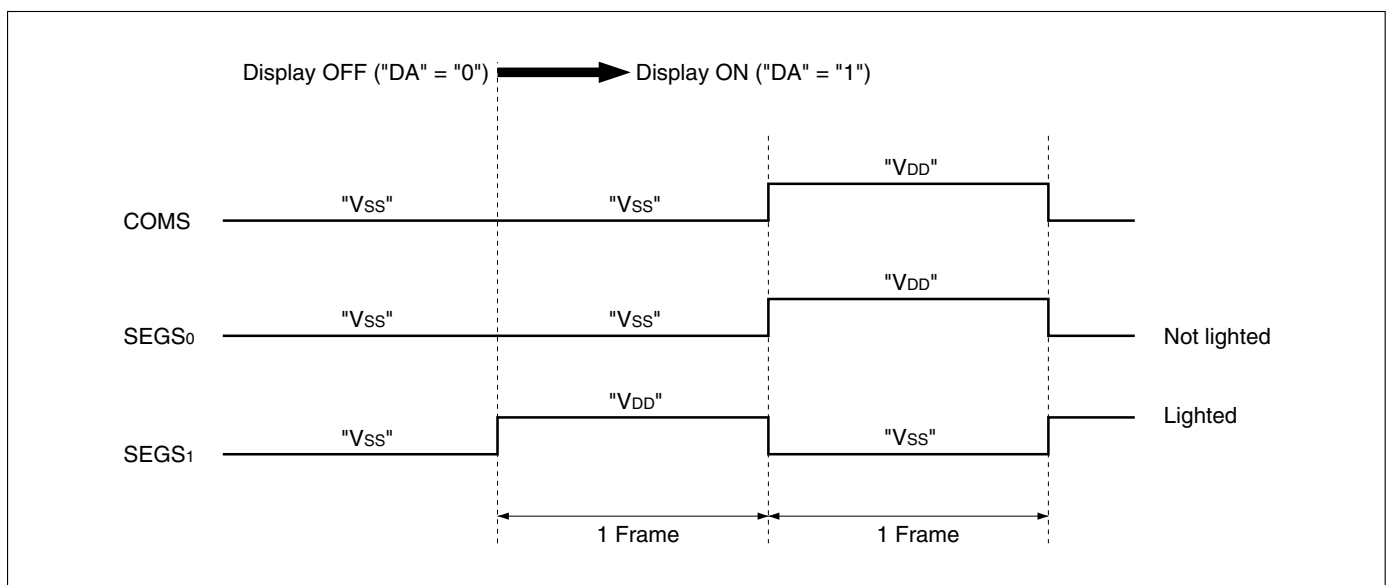 Display OFF ("DA" = "0") Display ON ("DA" = "1")
"VDD"
COMS "VSS" "VSS"
"VDD"
SEGS0 "VSS" "VSS" Not lighted
"VDD" Lighted
SEGS1 "VSS" "VSS"
1 Frame 1 Frame